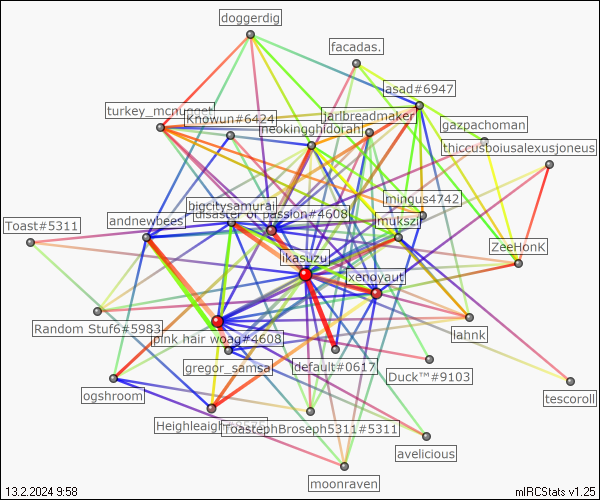 doggerdig
facadas.
asad#6947
turkey_mcnugget
Knowun#6424
jarlbreadmaker
gazpachoman
neokingghidorah
thiccusboiusalexusjoneus
bigcitysamurai
mingus4742
Toast#5311
andnewbees
disaster of passion#4608
mukszil
ZeeHonK
ikasuzu
xenoyaut
Random Stuf6#5983
pink hair woag#4608
lahnk
gregor_samsa
default#0617
Duck™#9103
ogshroom
tescoroll
Heighleaigh
ToastephBroseph5311#5311
avelicious
moonraven
13.2.2024 9:58
mIRCStats v1.25